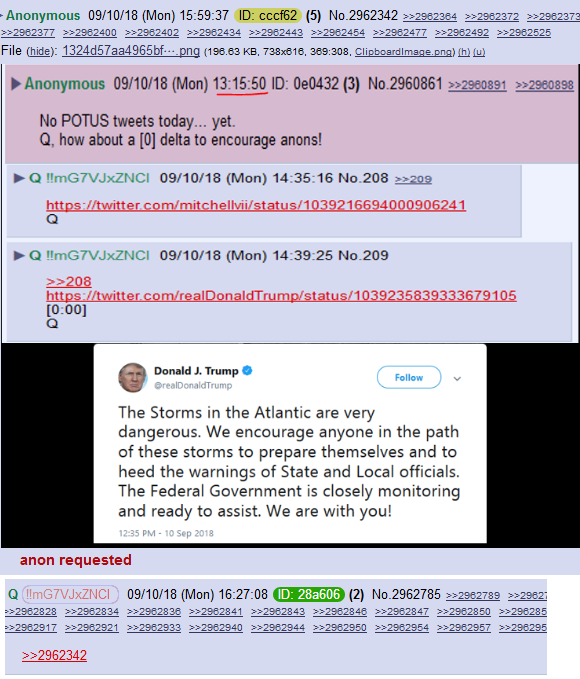 Anonymous 09/10/18 (Mon) 15:59:37 ID: cccf62 (5) No.2962342 >>2962364 >>2962372 >>2962373
>>2962377 >>2962400 >>2962402 >>2962434 >>2962443 >>2962454 >>2962477 >>2962492 >>2962525
File (hide): 1324d57aa4965bf⋯.png (196.63 KB, 738x616, 369:308, ClipboardImage.png) (h) (u)
▶Anonymous 09/10/18 (Mon) 13:15:50 ID: 0e0432 (3) No.2960861 >>2960891 >>2960898
No POTUS tweets today… yet.
Q, how about a [0] delta to encourage anons!
▶Q !!mG7VJxZNCI 09/10/18 (Mon) 14:35:16 No.208 >>209
https://twitter.com/mitchellvii/status/1039216694000906241
Q
▶Q !!mG7VJxZNCI 09/10/18 (Mon) 14:39:25 No.209
>>208
https://twitter.com/realDonaldTrump/status/1039235839333679105
[0:00]
Q
Donald J. Trump
@realDonaldTrump
Follow
The Storms in the Atlantic are very
dangerous. We encourage anyone in the path
of these storms to prepare themselves and to
heed the warnings of State and Local officials.
The Federal Government is closely monitoring
and ready to assist. We are with you!
12:35 PM - 10 Sep 2018
anon requested
Q !!mG7VJxZNCI 09/10/18 (Mon) 16:27:08 ID: 28a606 (2) No.2962785 >>2962789 >>29627
>>2962828 >>2962834 >>2962836 >>2962841 >>2962843 >>2962846 >>2962847 >>2962850 >>296285
>>2962917 >>2962921 >>2962933 >>2962940 >>2962944 >>2962950 >>2962954 >>2962957 >>296295
>>2962342